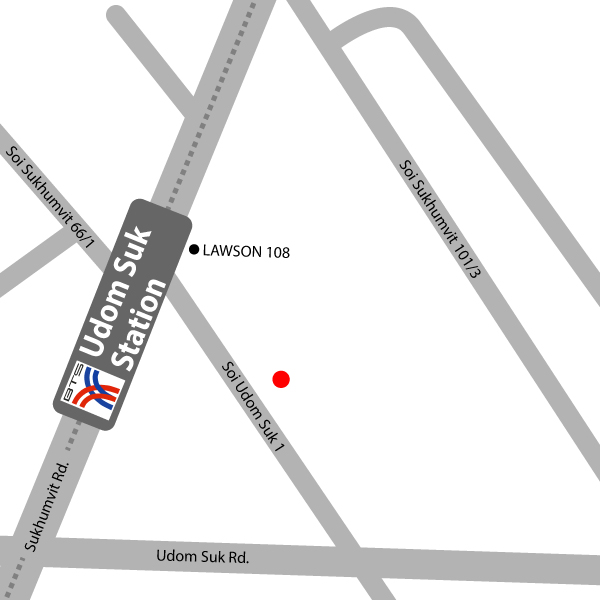 Soi Sukhumvit 66/1
Soi Sukhumvit 101/3
LAWSON 108
Udom Suk
Station
BTS
Soi Udom Suk 1
Sukhumvit Rd.
Udom Suk Rd.